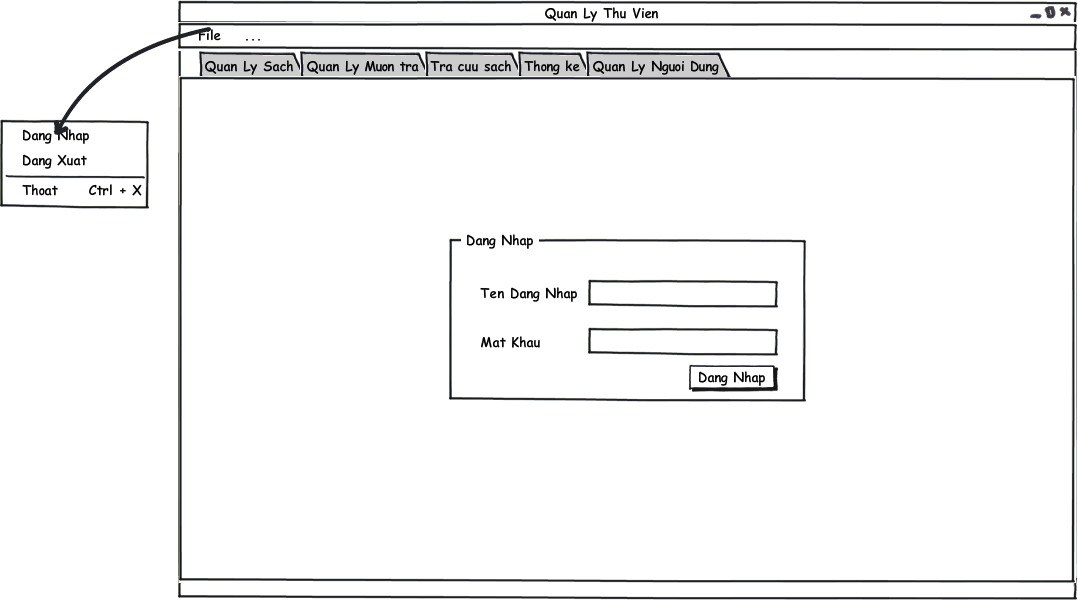 Quan Ly Thu Vien
File ...
Quan Ly Sach Quan Ly Muon tra Tra cuu sach Thong ke Quan Ly Nguoi Dung
Dang Nhap
Dang Xuat
Thoat Ctrl + X
Dang Nhap
Ten Dang Nhap
Mat Khau
Dang Nhap